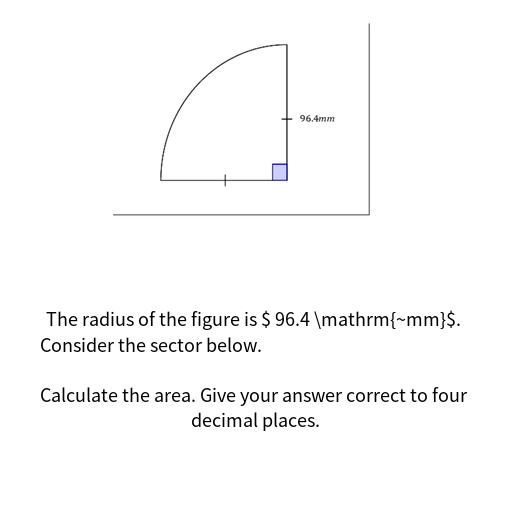 96.4mm
The radius of the figure is $ 96.4 \mathrm{~mm}$.
Consider the sector below.
Calculate the area. Give your answer correct to four
decimal places.